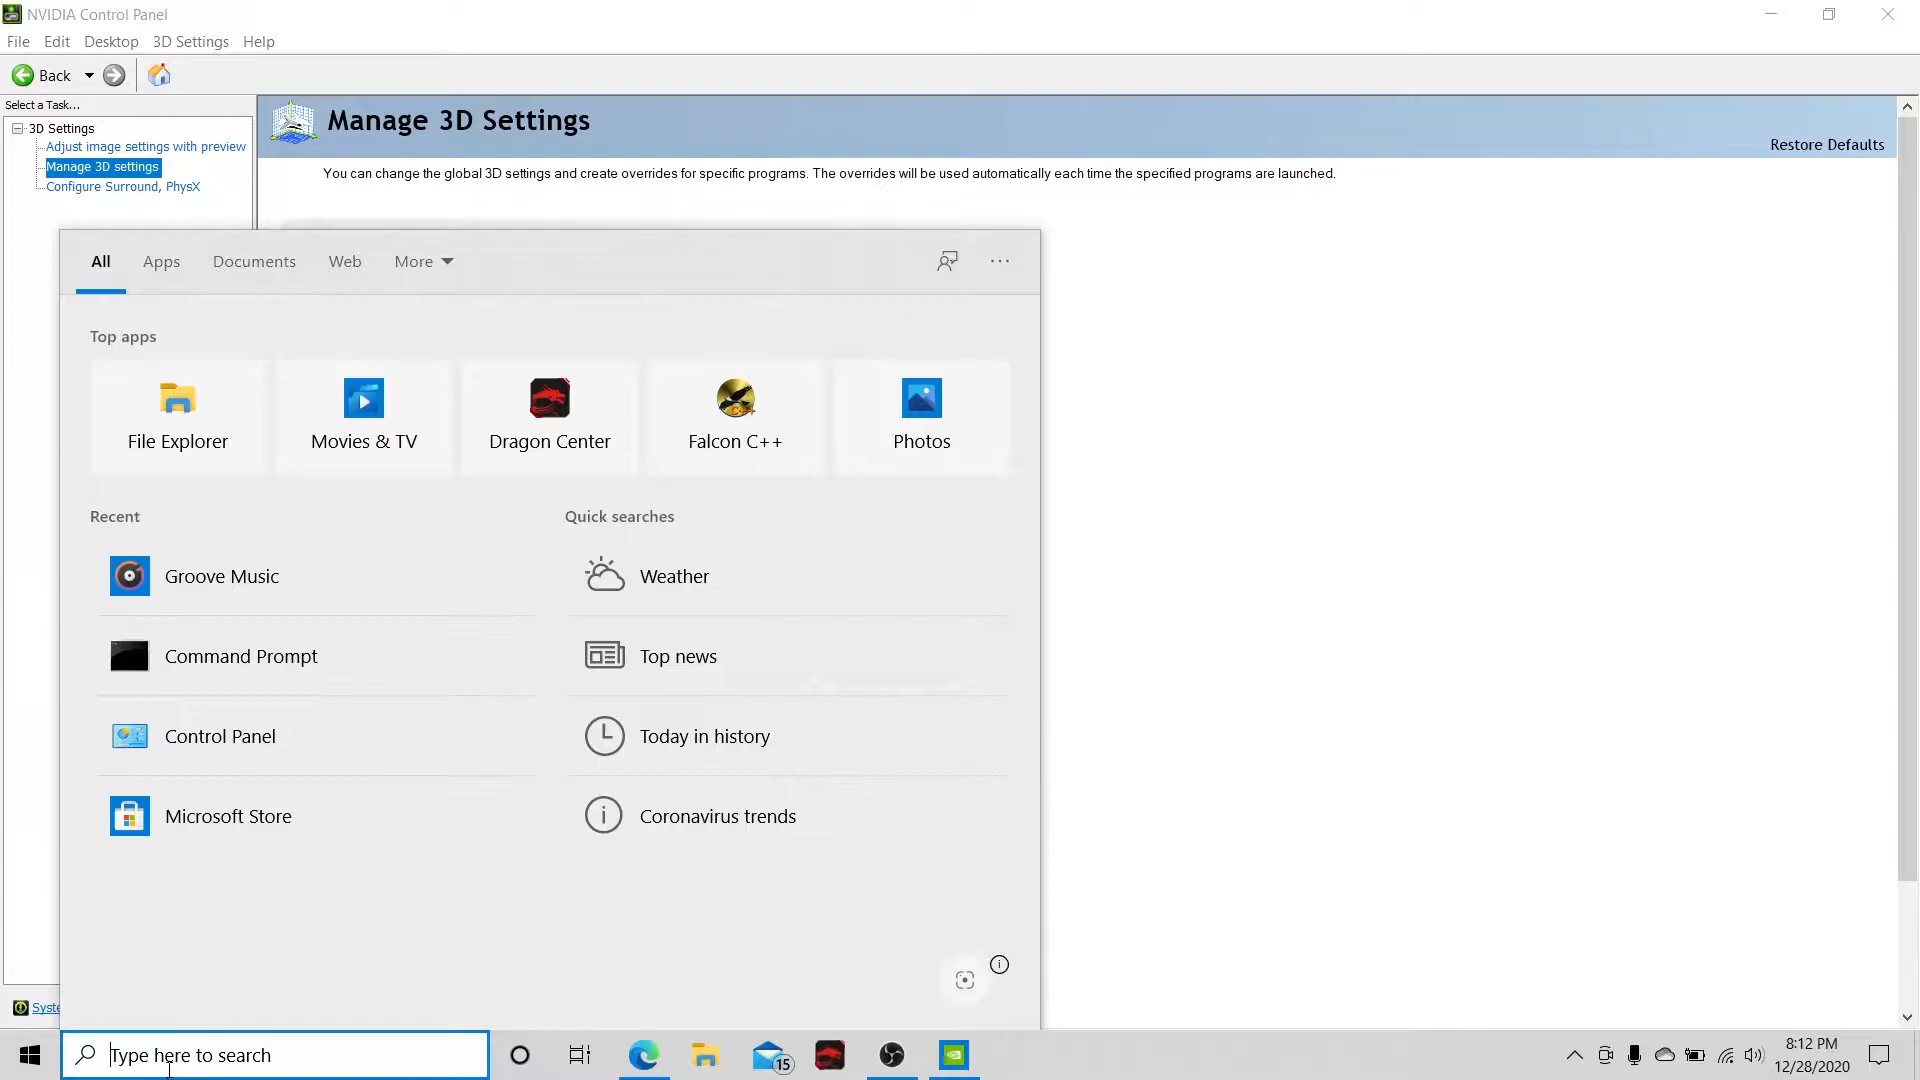 NVIDIA Control Panel
File Edit Desktop 3D Settings Help
Back
Select a Task...
3D Settings
Adjust image settings with preview
Manage 3D settings
Configure Surround, PhysX
Manage 3D Settings
Restore Defaults
You can change the global 3D settings and create overrides for specific programs. The overrides will be used automatically each time the specified programs are launched.
All Apps Documents Web More
Top apps
File Explorer Movies & TV Dragon Center Falcon C++ Photos
Recent
Groove Music
Command Prompt
Control Panel
Microsoft Store
Quick searches
Weather
Top news
Today in history
Coronavirus trends
Syste
Type here to search
15
8:12 PM
12/28/2020